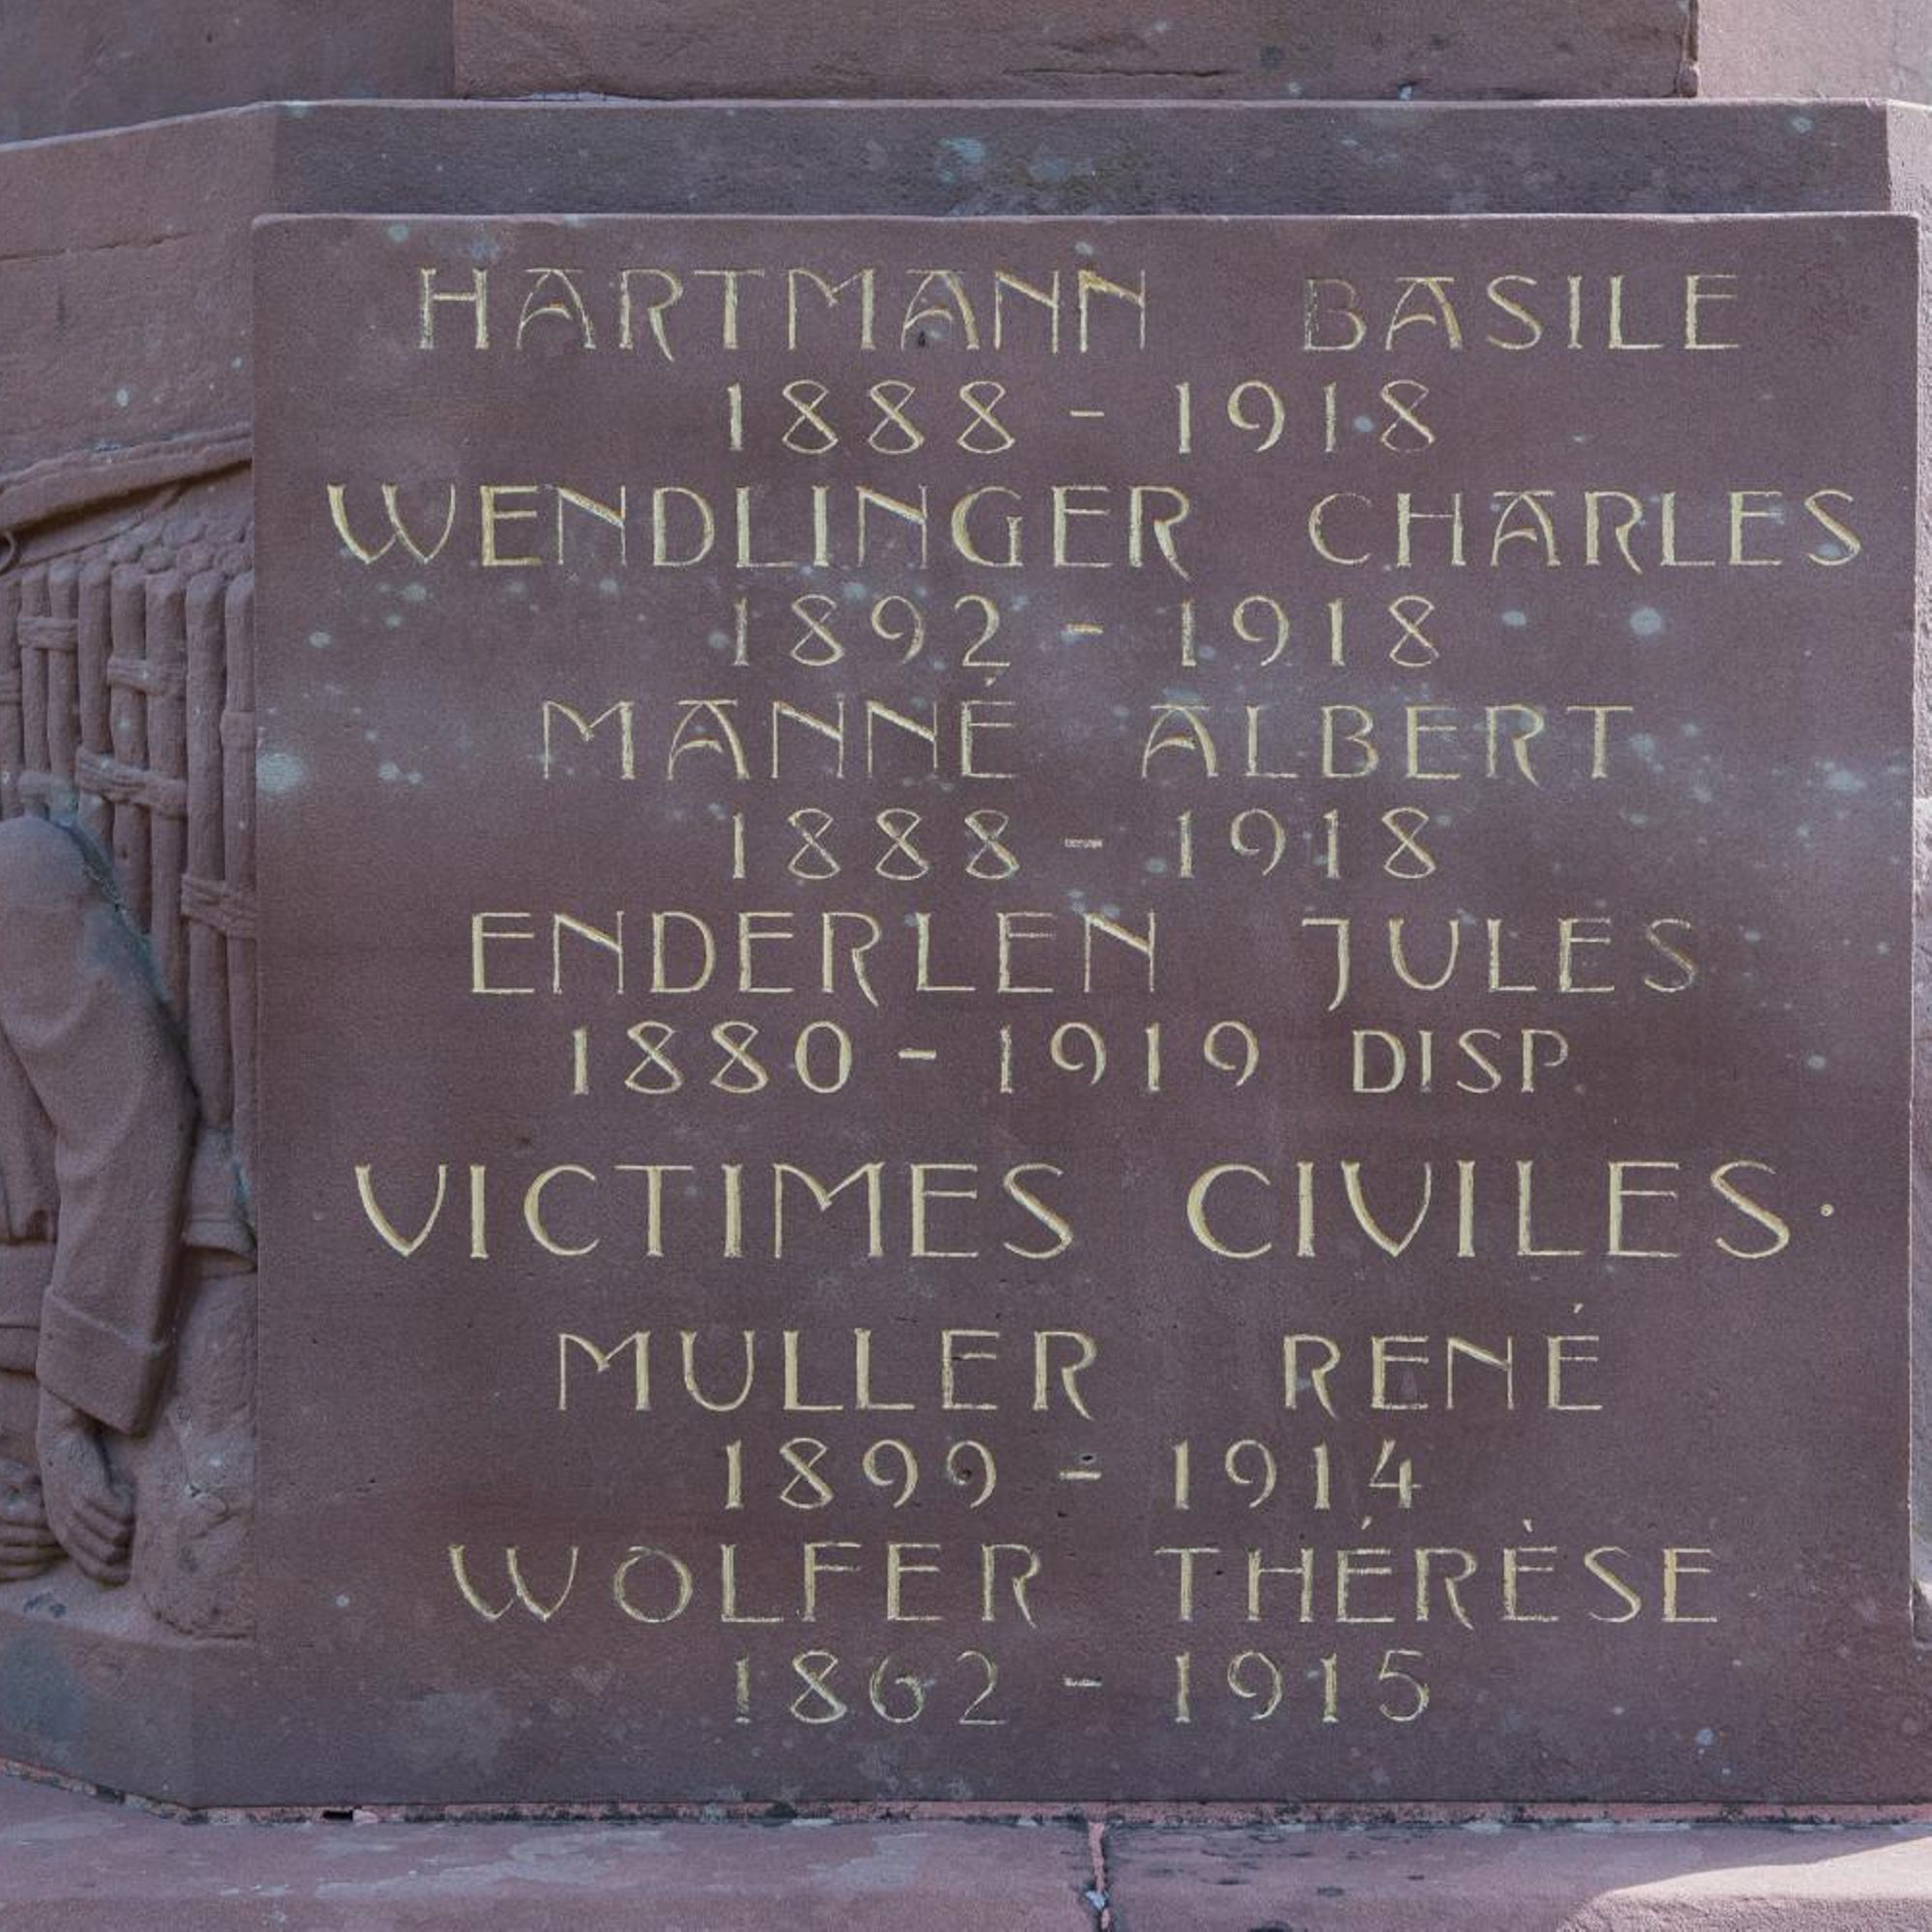 HARTMANN BASILE
1888 - 1918
WENDLINGER CHARLES
1892 - 1918
MANNÉ ALBERT
1888 - 1918
ENDERLEN JULES
1880 - 1919 DISP
VICTIMES CIVILES.
MULLER RENÉ
1899 - 1914
WOLFER THÉRÈSE
1862 - 1915